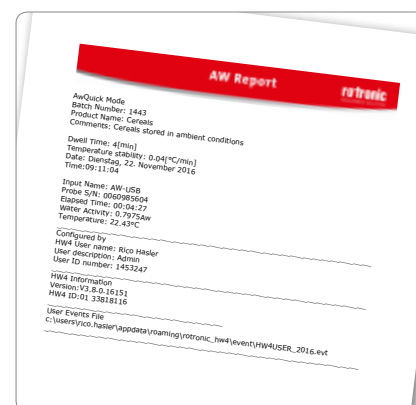 AW Report
rotronic
AwQuick Mode
Batch Number: 1443
Product Name: Cereals
Comments: Cereals stored in ambient conditions
Dwell Time: 4[min]
Temperature stability: 0.04[°C/min]
Date: Dienstag, 22. November 2016
Time:09:11:04
Input Name: AW-USB
Probe S/N: 0060985604
Elapsed Time: 00:04:27
Water Activity: 0.7975Aw
Temperature: 22.43°C
Configured by
HW4 User name: Rico Hasler
User description: Admin
User ID number: 1453247
HW4 Information
Version:V3.8.0.16151
HW4 ID:01 33818116
User Events File
c:\users\rico.hasler\appdata\roaming\rotronic_hw4\event\HW4USER_2016.evt